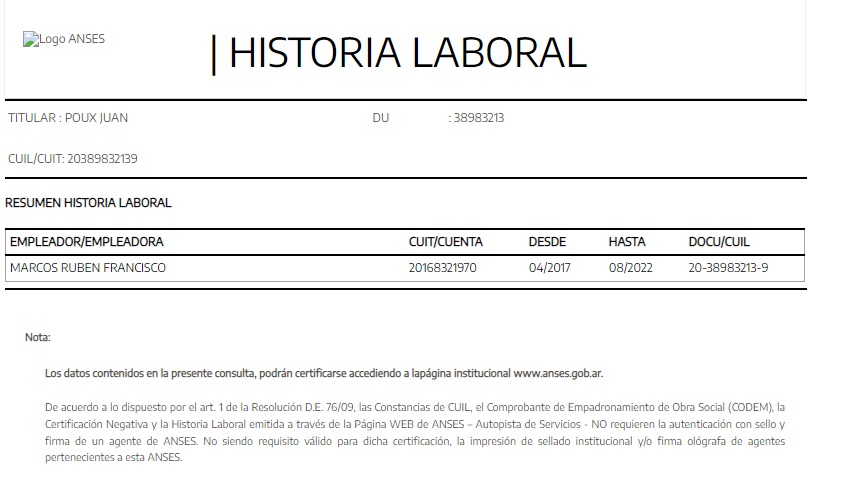 Logo ANSES
| HISTORIA LABORAL
TITULAR : POUX JUAN DU : 38983213
CUIL/CUIT: 20389832139
RESUMEN HISTORIA LABORAL
EMPLEADOR/EMPLEADORA CUIT/CUENTA DESDE HASTA DOCU/CUIL
MARCOS RUBEN FRANCISCO 20168321970 04/2017 08/2022 20-38983213-9
Nota:
Los datos contenidos en la presente consulta, podrán certificarse accediendo a lapágina institucional www.anses.gob.ar.
De acuerdo a lo dispuesto por el art. 1 de la Resolución D.E. 76/09, las Constancias de CUIL, el Comprobante de Empadronamiento de Obra Social (CODEM), la
Certificación Negativa y la Historia Laboral emitida a través de la Página WEB de ANSES – Autopista de Servicios - NO requieren la autenticación con sello y
firma de un agente de ANSES. No siendo requisito válido para dicha certificación, la impresión de sellado institucional y/o firma ológrafa de agentes
pertenecientes a esta ANSES.